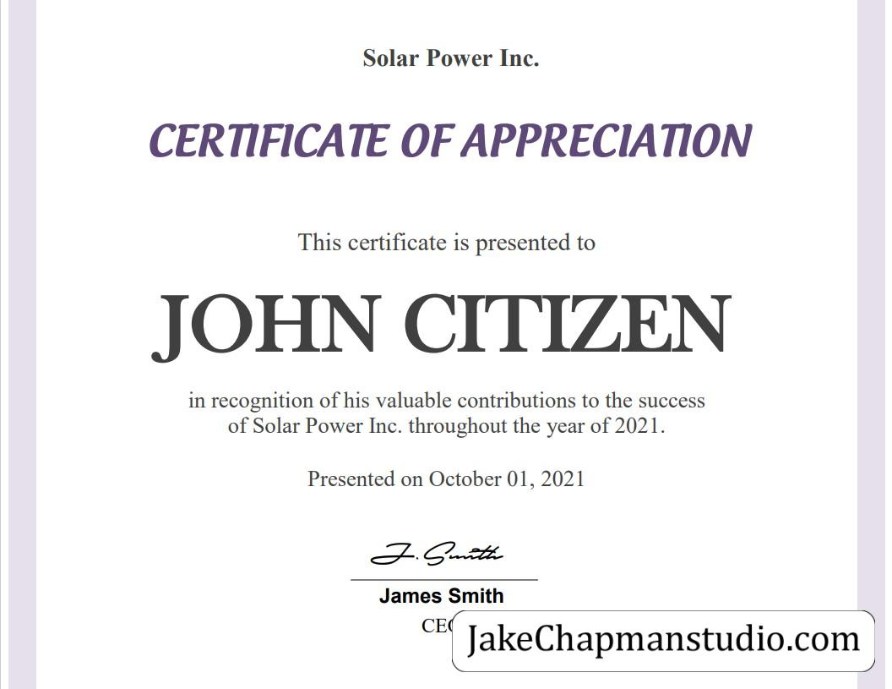 Solar Power Inc.
CERTIFICATE OF APPRECIATION
This certificate is presented to
JOHN CITIZEN
in recognition of his valuable contributions to the success
of Solar Power Inc. throughout the year of 2021.
Presented on October 01, 2021
J. Smith
James Smith
JakeChapmanstudio.com